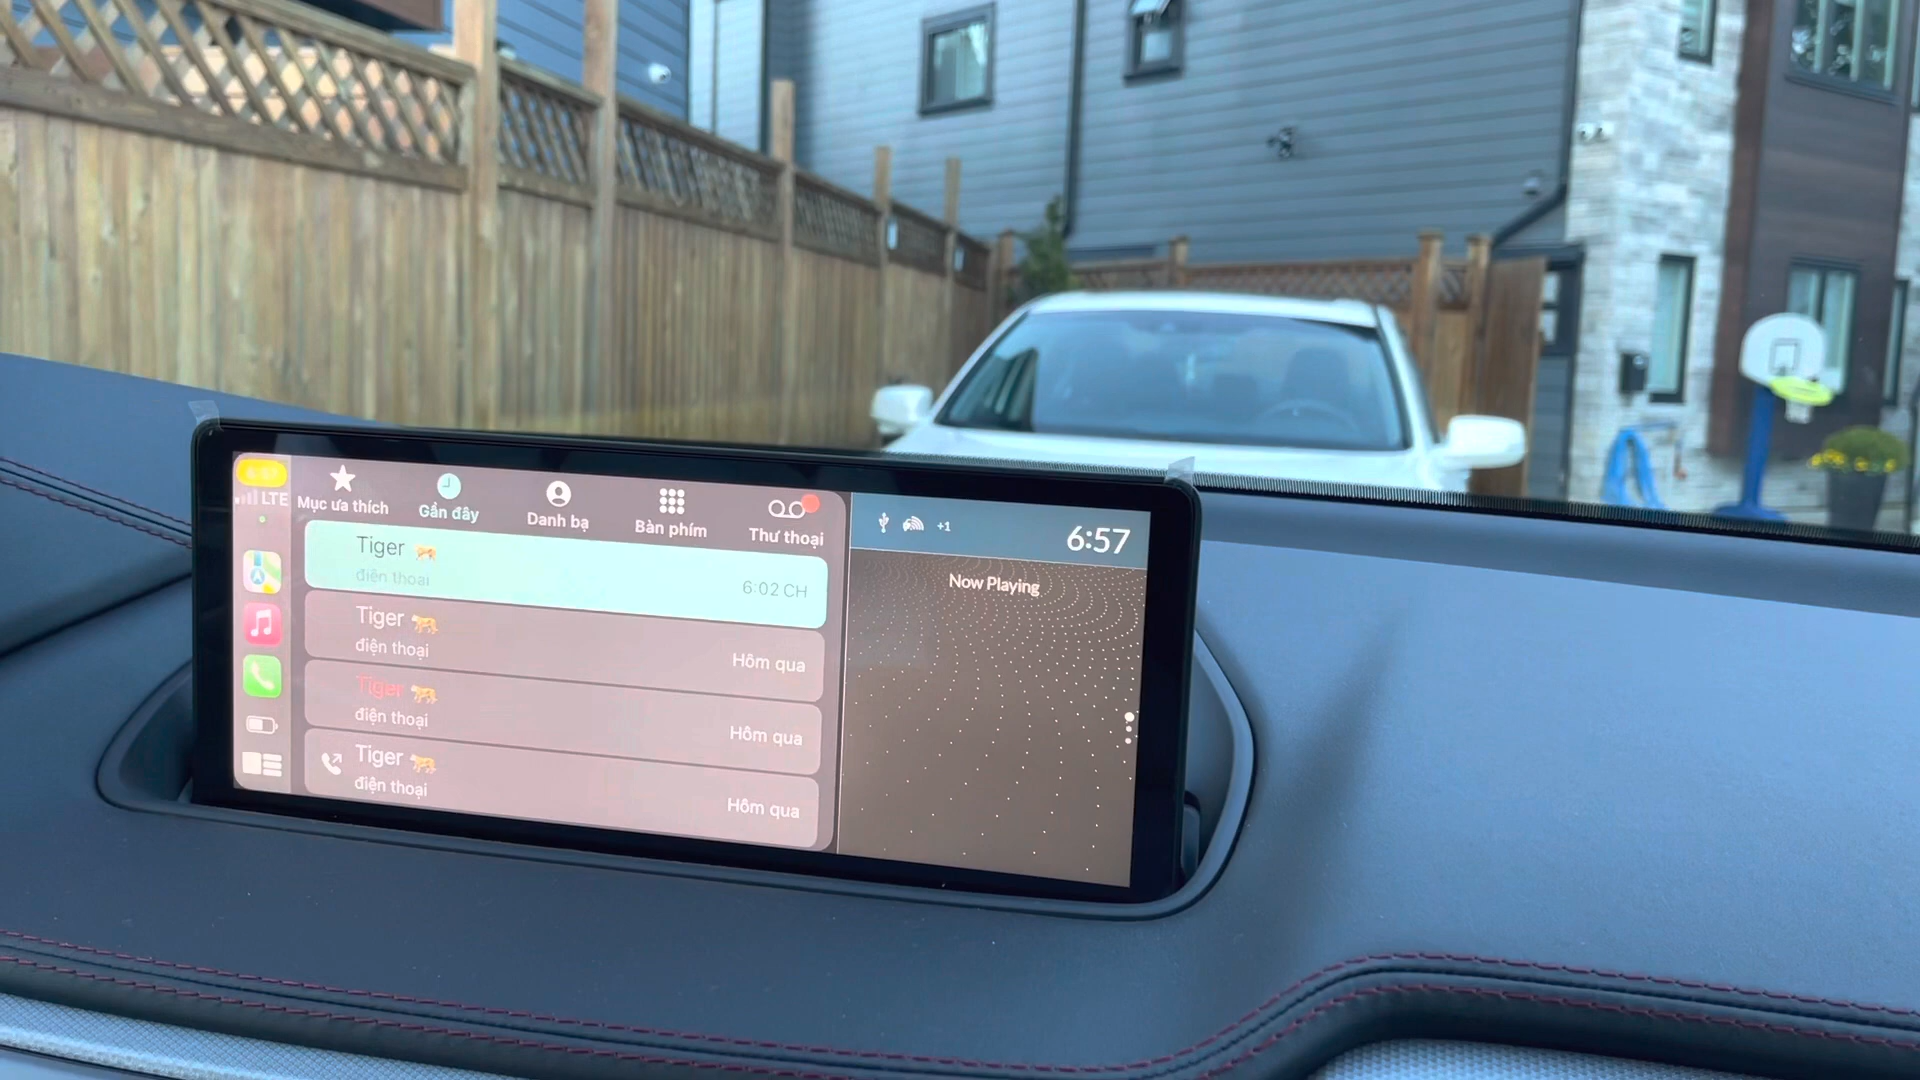 LTE
Mục ưa thích
Gần đây
Danh bạ
Bàn phím
Thư thoại
Tiger
điện thoại
6:02 CH
Tiger
điện thoại
Hôm qua
Tiger
điện thoại
Hôm qua
Tiger
điện thoại
Hôm qua
+1
6:57
Now Playing